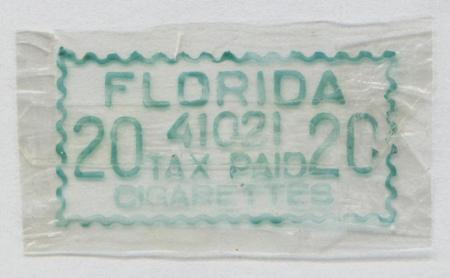 FLORIDA
20 41021 20
TAX PAID
CIGARETTES